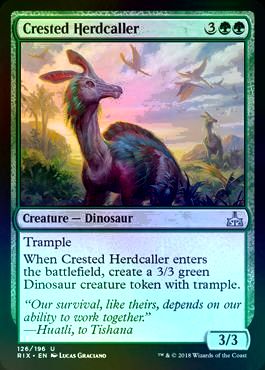 Crested Herdcaller 3
Creature — Dinosaur
Trample
When Crested Herdcaller enters
the battlefield, create a 3/3 green
Dinosaur creature token with trample.
“Our survival, like theirs, depends on our
ability to work together.”
—Huatli, to Tishana
3/3
126/196 U
RIX • EN Lucas Graciano ™ & © 2018 Wizards of the Coast